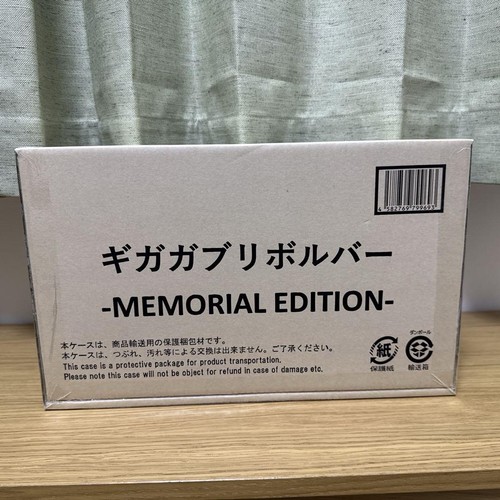 4 582769 799693
ギガガブリボルバー
-MEMORIAL EDITION-
本ケースは、商品輸送用の保護梱包材です。
本ケースは、つぶれ、汚れ等による交換は出来ません。ご了承ください。
This case is a protective package for product transportation.
Please note this case will not be object for refund in case of damage etc.
紙
保護紙
ダンボール
輸送箱